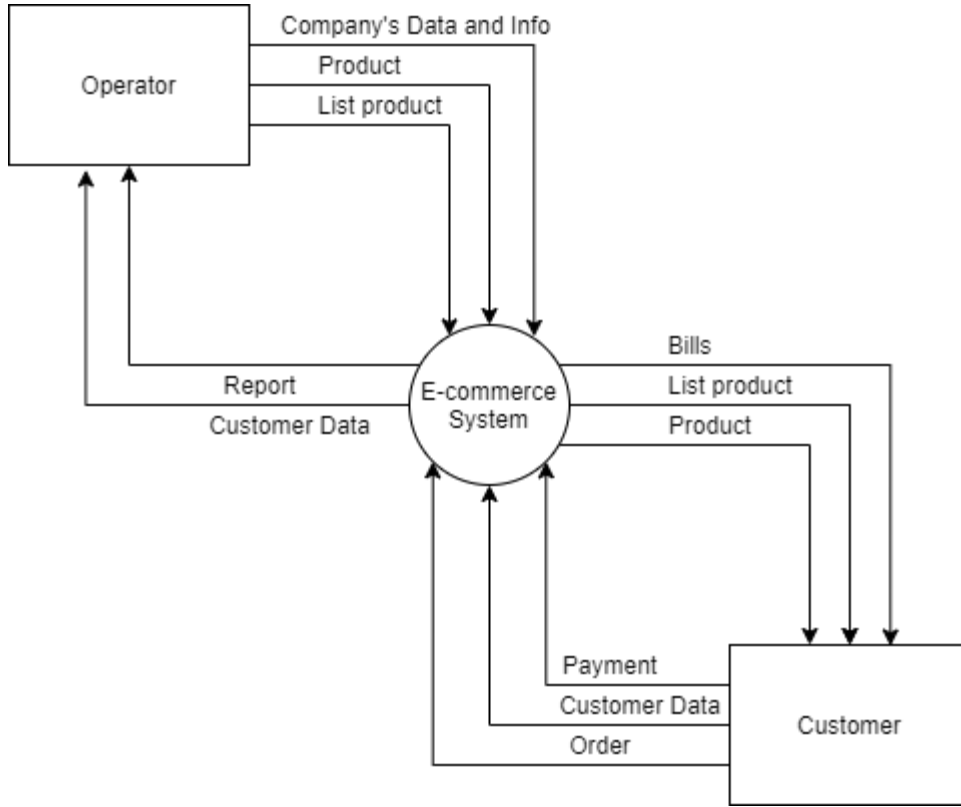 Company's Data and Info
Product
Operator
List product
Bills
Report
E-commerce
System
List product
Customer Data
Product
Payment
Customer Data
Customer
Order